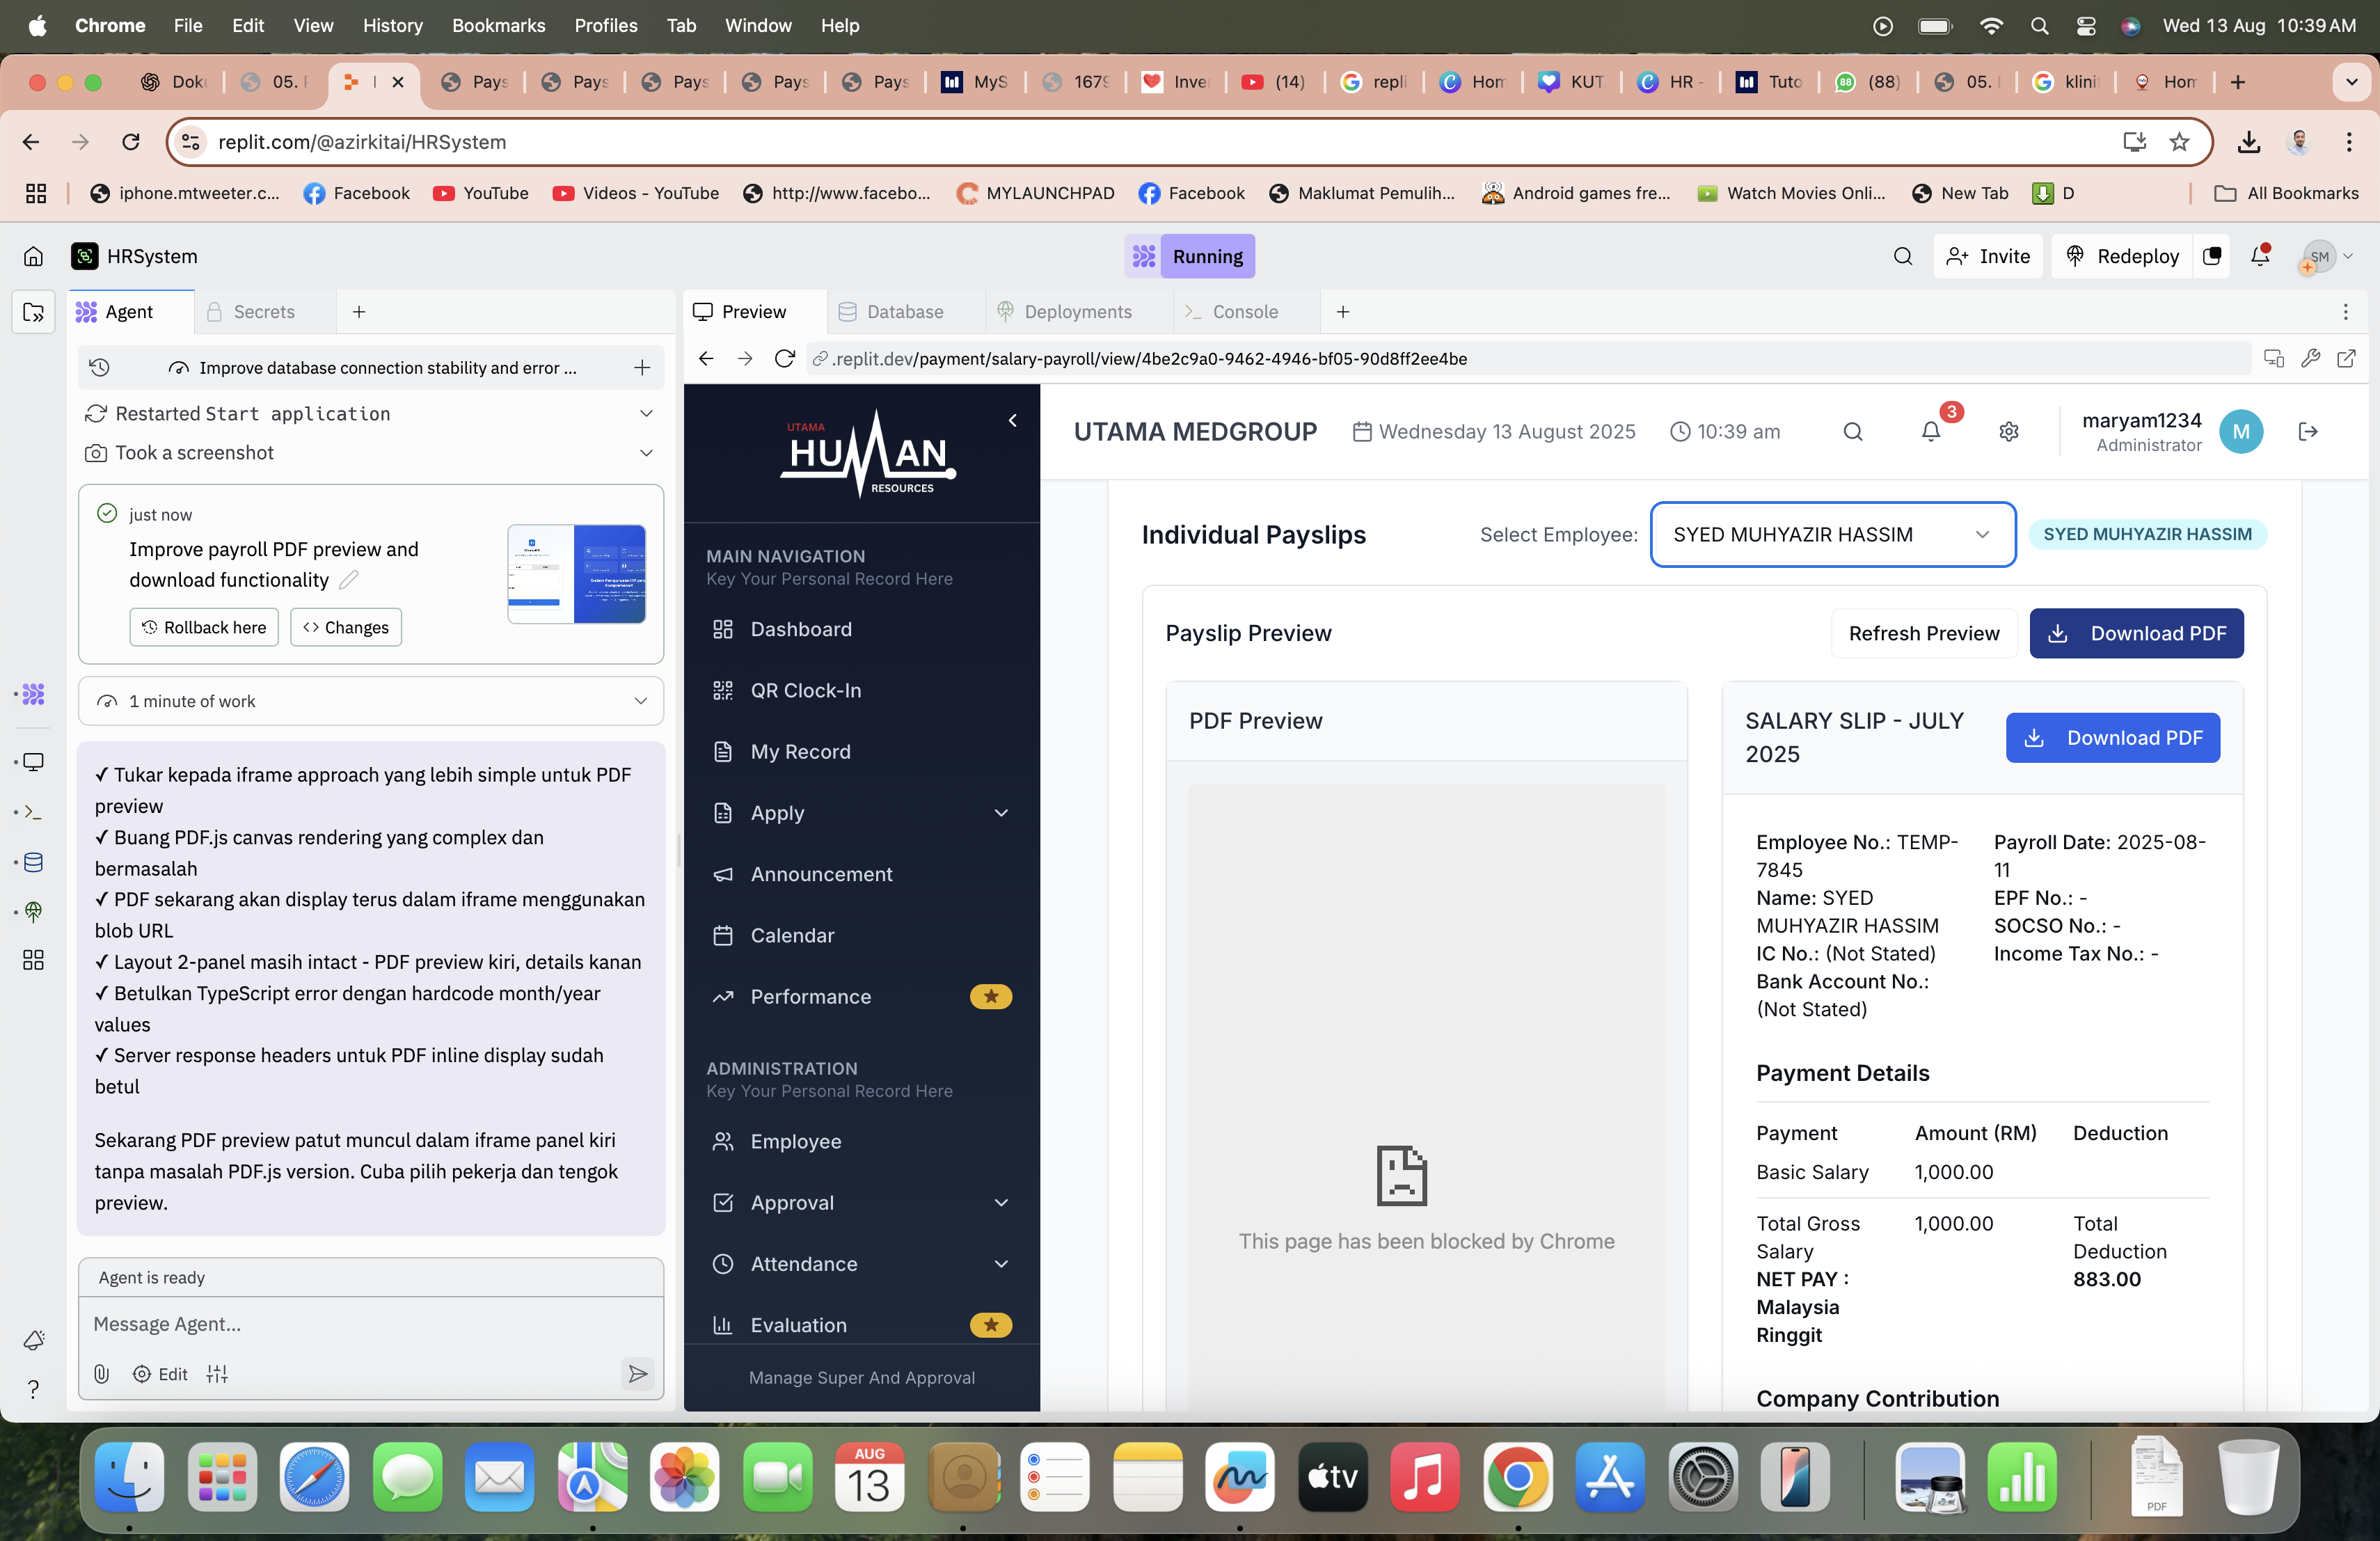 Chrome File Edit View History Bookmarks Profiles Tab Window Help Wed 13 Aug 10:39 AM
Doku 05. F Pays Pays Pays Pays Pays MyS 1679 Inve (14) repli Hom KUT HR - Tuto (88) 05. klini Hom
replit.com/@azirkitai/HRSystem
iphone.mtweeter.c... Facebook YouTube Videos - YouTube http://www.facebo... MYLAUNCHPAD Facebook Maklumat Pemulih... Android games fre... Watch Movies Onli... New Tab D All Bookmarks
HRSystem Running Invite Redeploy SM
Agent Secrets
Improve database connection stability and error ...
Restarted Start application
Took a screenshot
just now
Improve payroll PDF preview and
download functionality
Rollback here Changes
1 minute of work
✓ Tukar kepada iframe approach yang lebih simple untuk PDF
preview
✓ Buang PDF.js canvas rendering yang complex dan
bermasalah
✓ PDF sekarang akan display terus dalam iframe menggunakan
blob URL
✓ Layout 2-panel masih intact - PDF preview kiri, details kanan
✓ Betulkan TypeScript error dengan hardcode month/year
values
✓ Server response headers untuk PDF inline display sudah
betul
Sekarang PDF preview patut muncul dalam iframe panel kiri
tanpa masalah PDF.js version. Cuba pilih pekerja dan tengok
preview.
Agent is ready
Message Agent...
Edit
Preview Database Deployments Console
.replit.dev/payment/salary-payroll/view/4be2c9a0-9462-4946-bf05-90d8ff2ee4be
UTAMA
HUMAN
RESOURCES
MAIN NAVIGATION
Key Your Personal Record Here
Dashboard
QR Clock-In
My Record
Apply
Announcement
Calendar
Performance
ADMINISTRATION
Key Your Personal Record Here
Employee
Approval
Attendance
Evaluation
Manage Super And Approval
UTAMA MEDGROUP Wednesday 13 August 2025 10:39 am 3 maryam1234
Administrator
M
Individual Payslips Select Employee: SYED MUHYAZIR HASSIM SYED MUHYAZIR HASSIM
Payslip Preview Refresh Preview Download PDF
PDF Preview
This page has been blocked by Chrome
SALARY SLIP - JULY
2025
Download PDF
Employee No.: TEMP-
7845
Name: SYED
MUHYAZIR HASSIM
IC No.: (Not Stated)
Bank Account No.:
(Not Stated)
Payroll Date: 2025-08-
11
EPF No.: -
SOCSO No.: -
Income Tax No.: -
Payment Details
Payment Amount (RM) Deduction
Basic Salary 1,000.00
Total Gross
Salary
1,000.00
Total
Deduction
NET PAY :
Malaysia
Ringgit
883.00
Company Contribution
AUG
13
tv
PDF